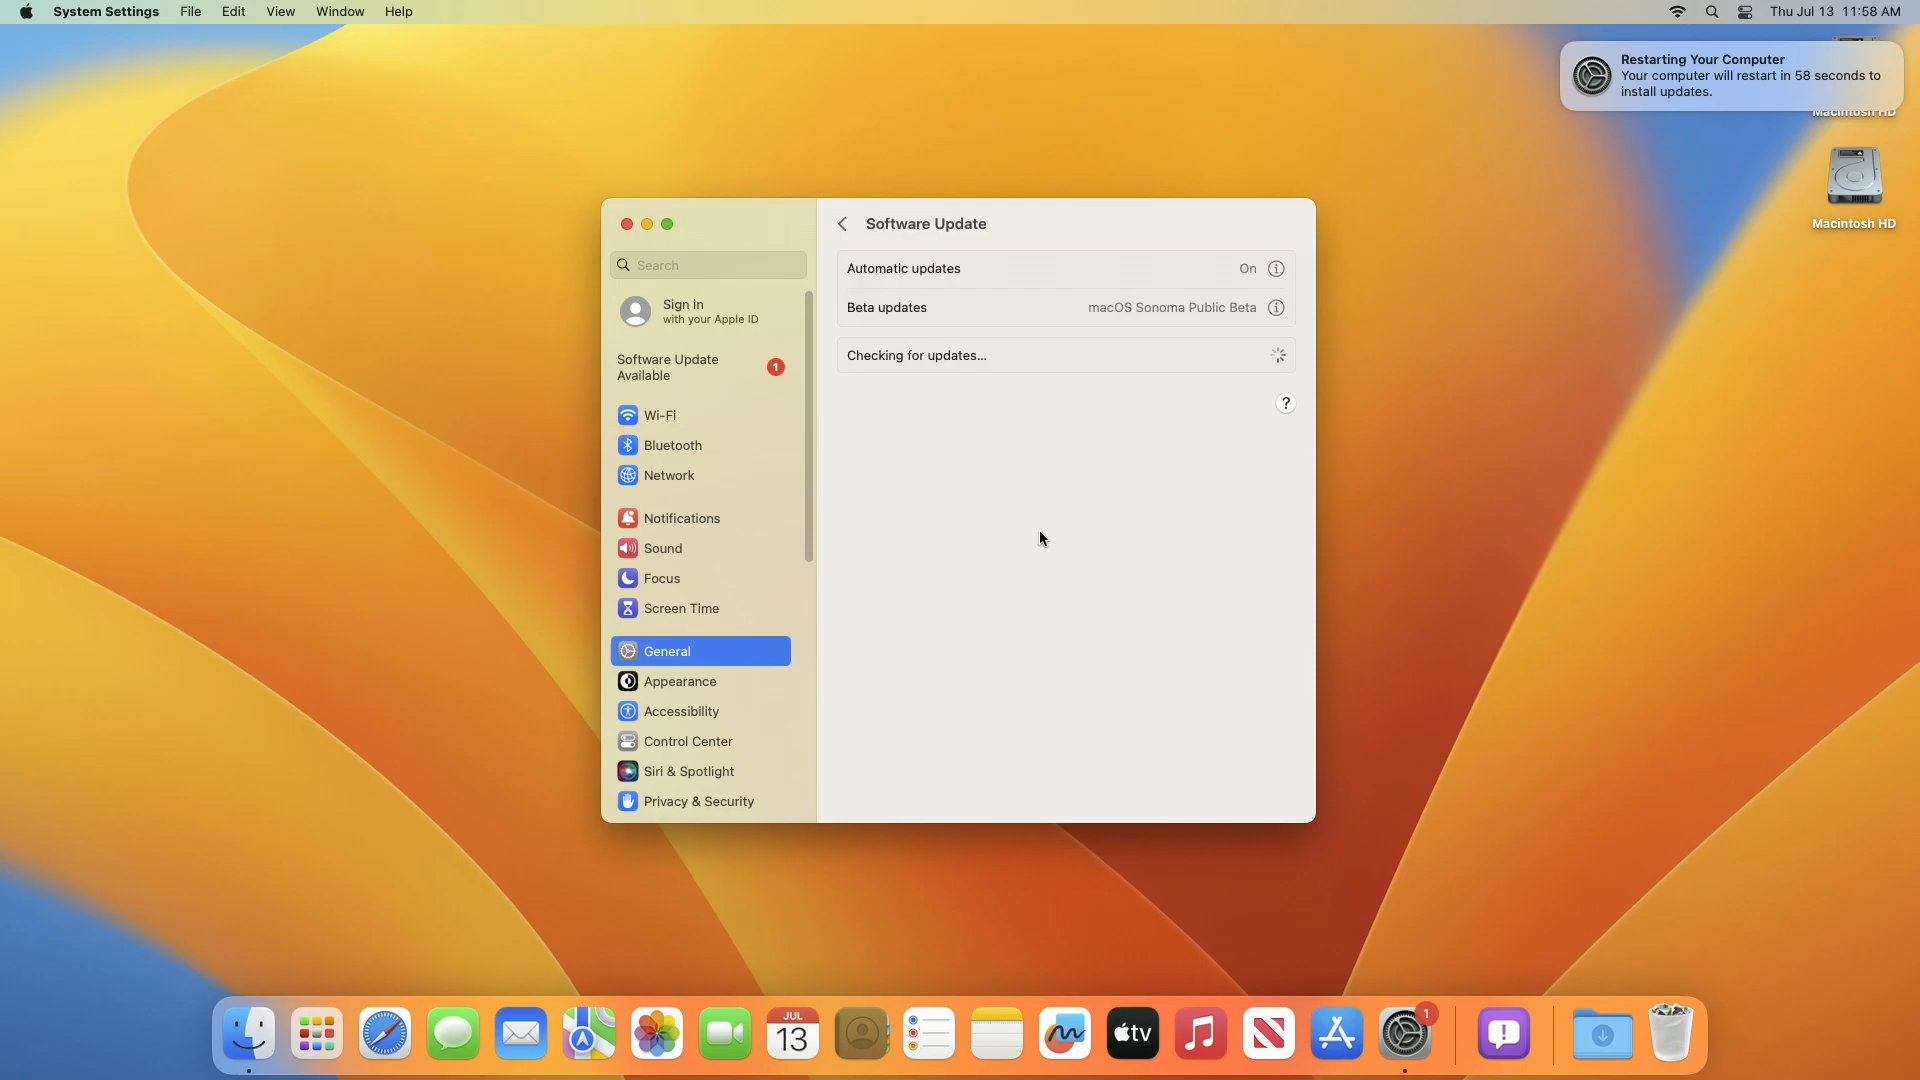 System Settings File Edit View Window Help Thu Jul 13 11:58 AM
Restarting Your Computer
Your computer will restart in 58 seconds to
install updates.
Macintosh HD
Macintosh HD
Software Update
Search
Automatic updates On
Sign in
with your Apple ID
Beta updates macOS Sonoma Public Beta
Checking for updates...
Software Update
Available
1
?
Wi-Fi
Bluetooth
Network
Notifications
Sound
Focus
Screen Time
General
Appearance
Accessibility
Control Center
Siri & Spotlight
Privacy & Security
JUL
13
tv
1